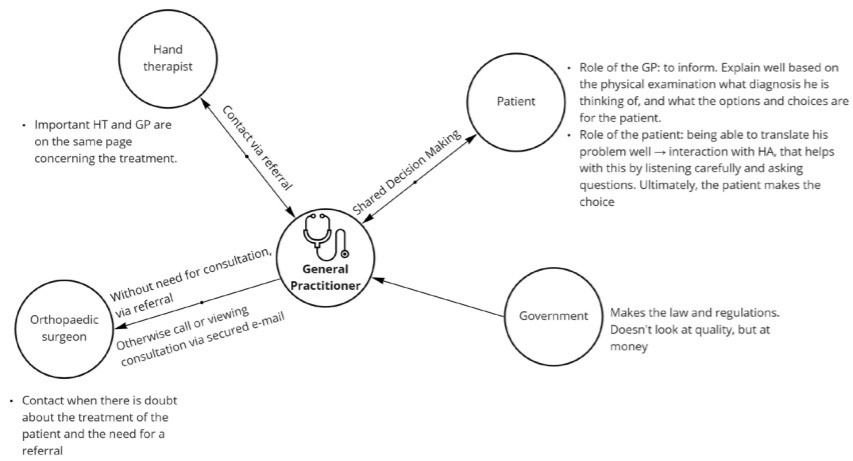 Hand
therapist
• Important HT and GP are
on the same page
concerning the treatment.
Contact via referral
Patient
• Role of the GP: to inform. Explain well based on
the physical examination what diagnosis he is
thinking of, and what the options and choices are
for the patient.
• Role of the patient: being able to translate his
problem well → interaction with HA, that helps
with this by listening carefully and asking
questions. Ultimately, the patient makes the
choice
Shared Decision Making
General
Practitioner
Without need for consultation,
via referral
Otherwise call or viewing
consultation via secured e-mail
Orthopaedic
surgeon
• Contact when there is doubt
about the treatment of the
patient and the need for a
referral
Government
Makes the law and regulations.
Doesn't look at quality, but at
money